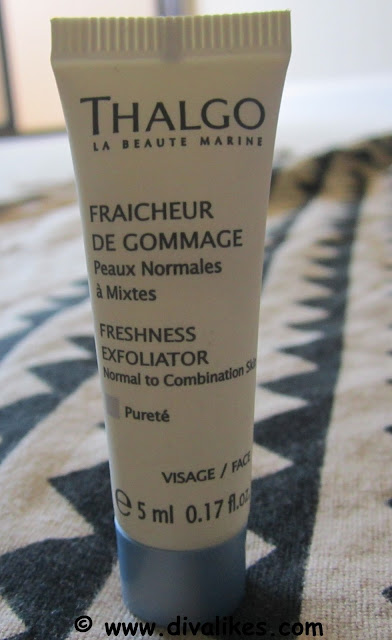 THALGO
LA BEAUTE MARINE
FRAICHEUR
DE GOMMAGE
Peaux Normales
à Mixtes
FRESHNESS
EXFOLIATOR
Normal to Combination Skin
Pureté
VISAGE / FACE
℮ 5 ml 0.17 fl.oz.
© www.divalikes.com